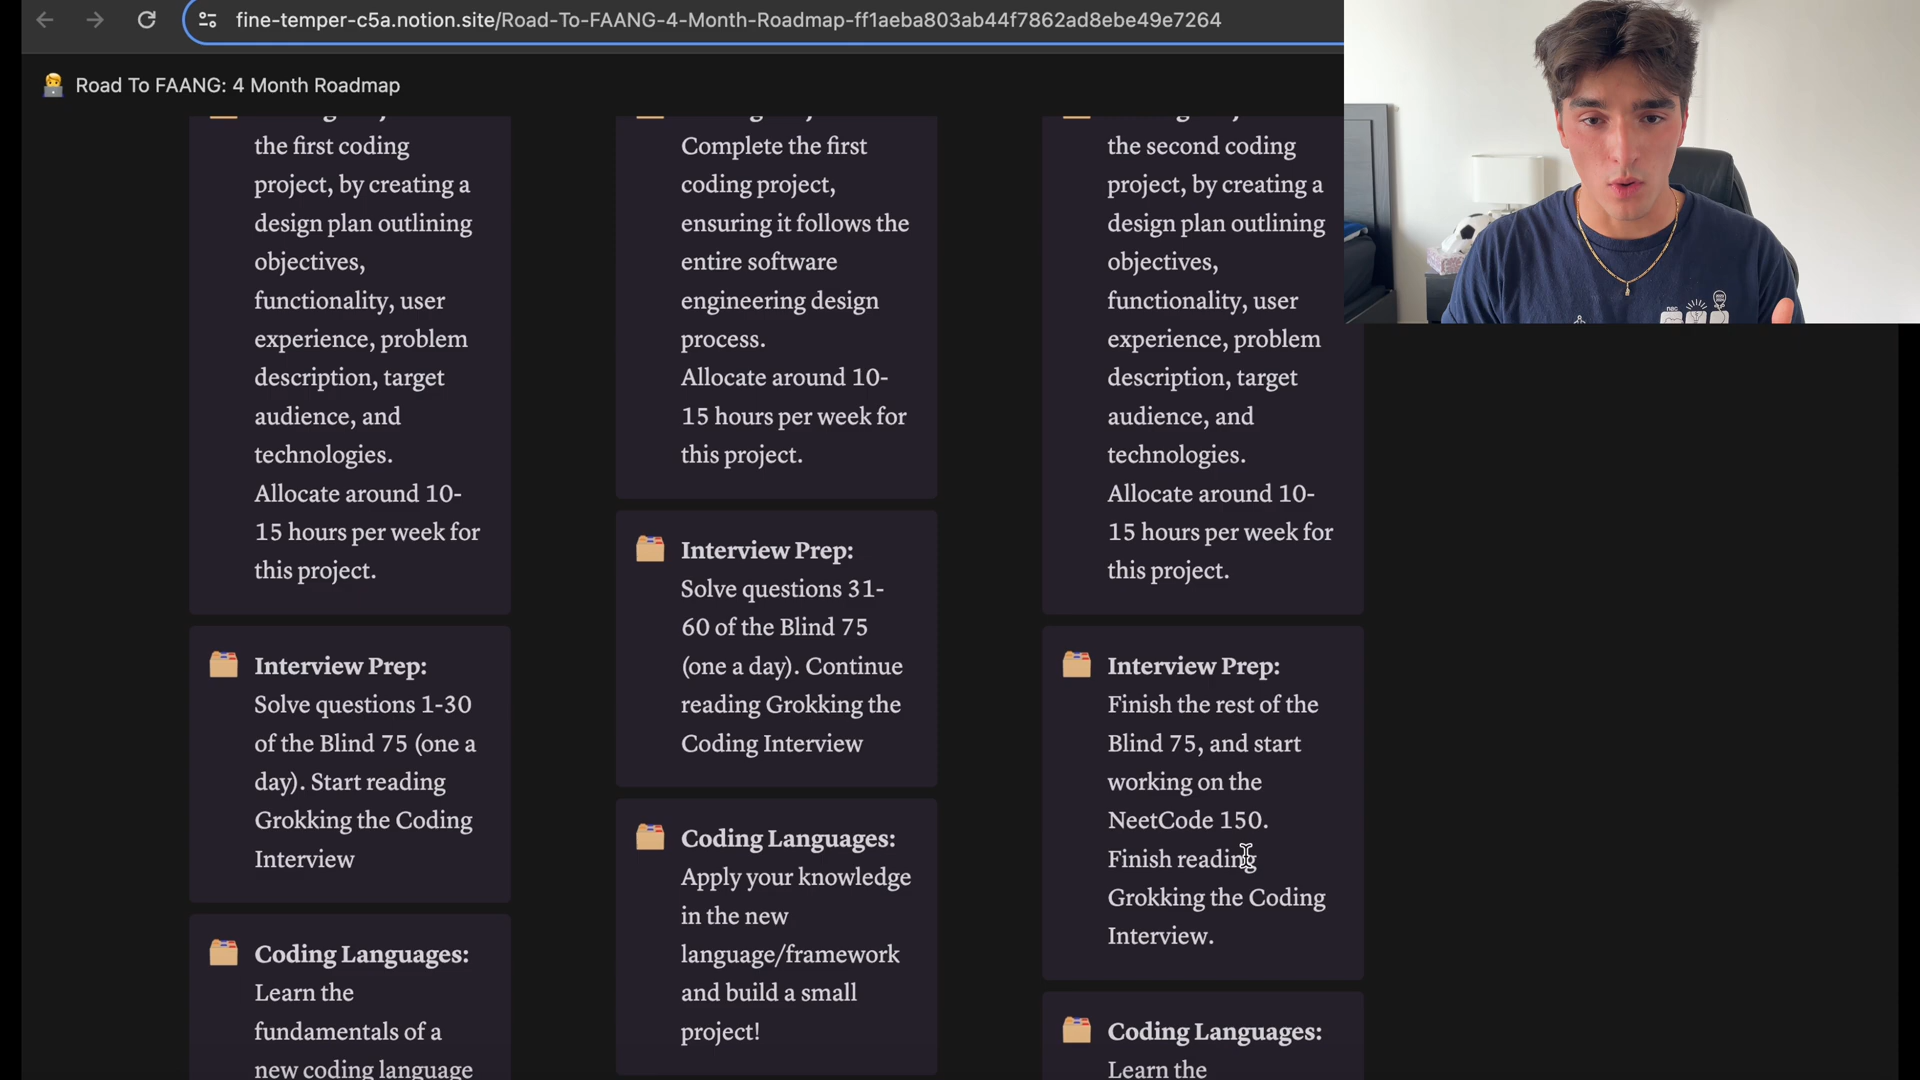 fine-temper-c5a.notion.site/Road-To-FAANG-4-Month-Roadmap-ff1aeba803ab44f7862ad8ebe49e7264
Road To FAANG: 4 Month Roadmap
the first coding
project, by creating a
design plan outlining
objectives,
functionality, user
experience, problem
description, target
audience, and
technologies.
Allocate around 10-
15 hours per week for
this project.
Interview Prep:
Solve questions 1-30
of the Blind 75 (one a
day). Start reading
Grokking the Coding
Interview
Coding Languages:
Learn the
fundamentals of a
new coding language
Complete the first
coding project,
ensuring it follows the
entire software
engineering design
process.
Allocate around 10-
15 hours per week for
this project.
Interview Prep:
Solve questions 31-
60 of the Blind 75
(one a day). Continue
reading Grokking the
Coding Interview
Coding Languages:
Apply your knowledge
in the new
language/framework
and build a small
project!
the second coding
project, by creating a
design plan outlining
objectives,
functionality, user
experience, problem
description, target
audience, and
technologies.
Allocate around 10-
15 hours per week for
this project.
Interview Prep:
Finish the rest of the
Blind 75, and start
working on the
NeetCode 150.
Finish reading
Grokking the Coding
Interview.
Coding Languages:
Learn the